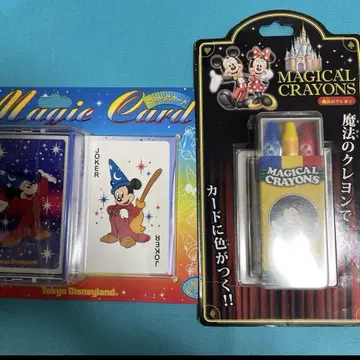 Magic Card
JOKER
JOKER
Tokyo Disneyland
MAGICAL
CRAYONS
魔法のクレヨン
MAGICAL
CRAYONS
魔法のクレヨンで
カードに色がつく!!